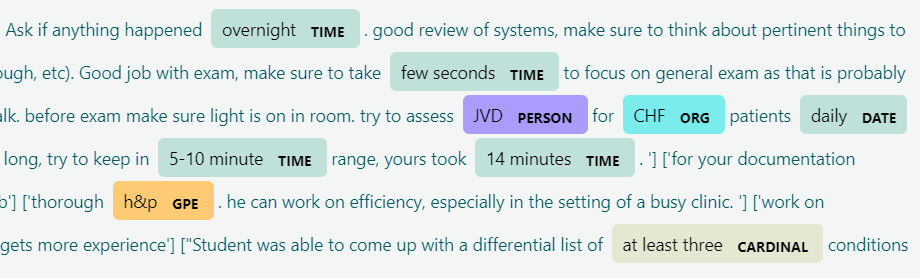 Ask if anything happened overnight TIME . good review of systems, make sure to think about pertinent things to
ough, etc). Good job with exam, make sure to take few seconds TIME to focus on general exam as that is probably
alk. before exam make sure light is on in room. try to assess JVD PERSON for CHF ORG patients daily DATE
long, try to keep in 5-10 minute TIME range, yours took 14 minutes TIME . '] ['for your documentation
b'] ['thorough h&p GPE . he can work on efficiency, especially in the setting of a busy clinic. '] ['work on
gets more experience'] ["Student was able to come up with a differential list of at least three CARDINAL conditions